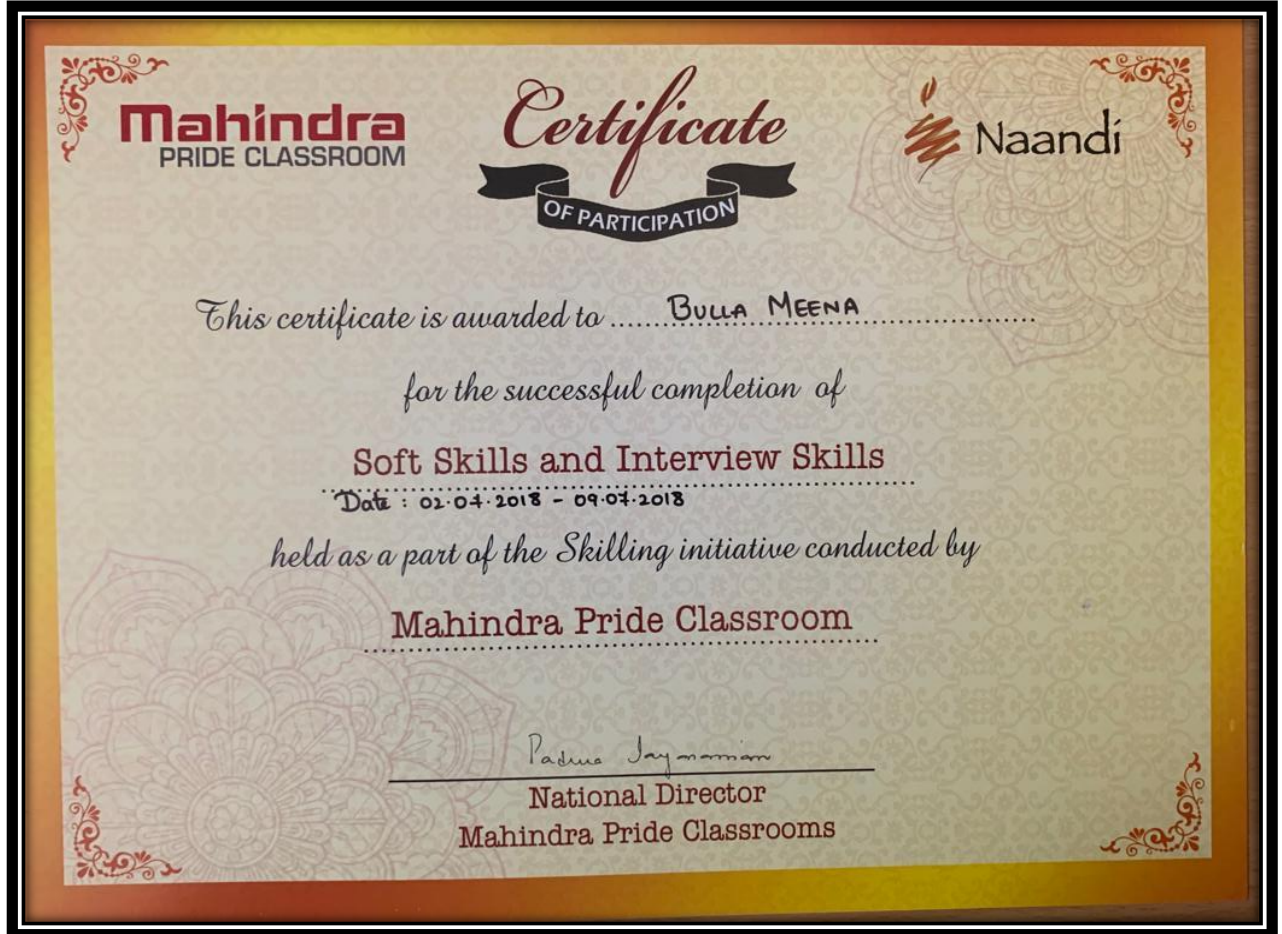 Mahindra
PRIDE CLASSROOM
Certificate
OF PARTICIPATION
Naandi
This certificate is awarded to ..... BULLA MEENA .....
for the successful completion of
Soft Skills and Interview Skills
Date : 02.07.2018 - 09.07.2018
held as a part of the Skilling initiative conducted by
Mahindra Pride Classroom
Padma
National Director
Mahindra Pride Classrooms